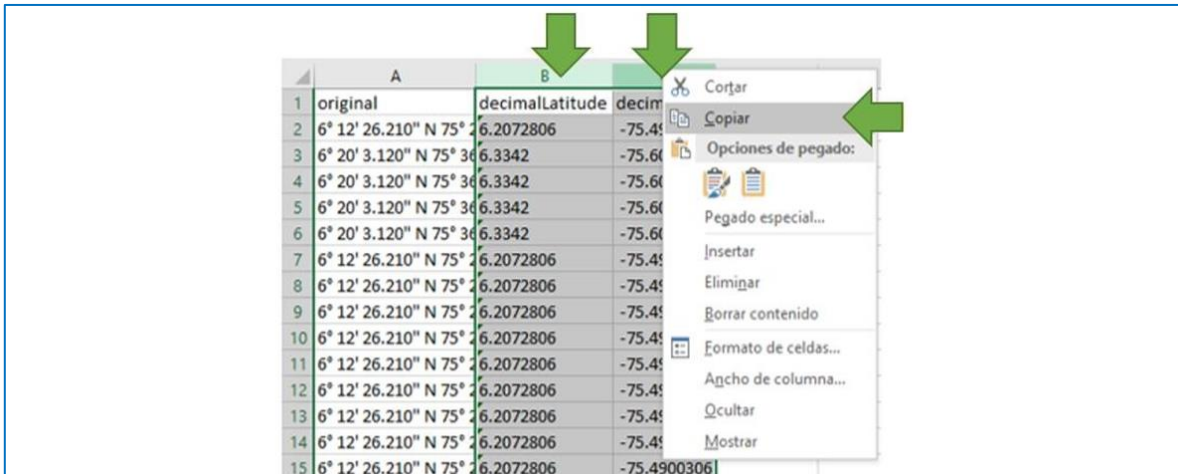 A B
1 original decimalLatitude decim
2 6° 12' 26.210" N 75° 2 6.2072806 -75.49
3 6° 20' 3.120" N 75° 36 6.3342 -75.60
4 6° 20' 3.120" N 75° 36 6.3342 -75.60
5 6° 20' 3.120" N 75° 36 6.3342 -75.60
6 6° 20' 3.120" N 75° 36 6.3342 -75.60
7 6° 12' 26.210" N 75° 2 6.2072806 -75.49
8 6° 12' 26.210" N 75° 2 6.2072806 -75.49
9 6° 12' 26.210" N 75° 2 6.2072806 -75.49
10 6° 12' 26.210" N 75° 2 6.2072806 -75.49
11 6° 12' 26.210" N 75° 2 6.2072806 -75.49
12 6° 12' 26.210" N 75° 2 6.2072806 -75.49
13 6° 12' 26.210" N 75° 2 6.2072806 -75.49
14 6° 12' 26.210" N 75° 2 6.2072806 -75.49
15 6° 12' 26.210" N 75° 2 6.2072806 -75.4900306
Cortar
Copiar
Opciones de pegado:
Pegado especial...
Insertar
Eliminar
Borrar contenido
Formato de celdas...
Ancho de columna...
Ocultar
Mostrar